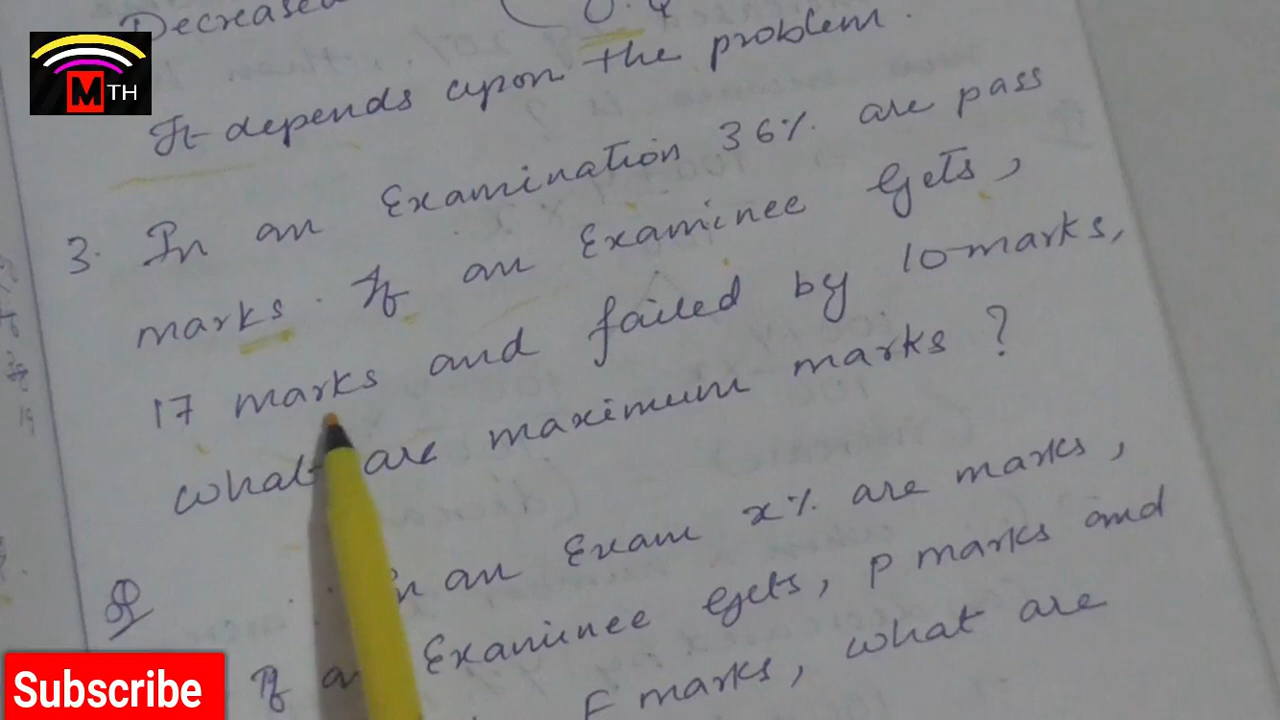 Decreased
MTH
It depends upon the problem.
3. In an Examination 36% are pass
marks. If an Examinee Gets,
17 marks and failed by 10 marks,
what are maximum marks ?
In an Exam x% are marks,
If an Examinee Gets, P marks and
F marks, what are
Subscribe